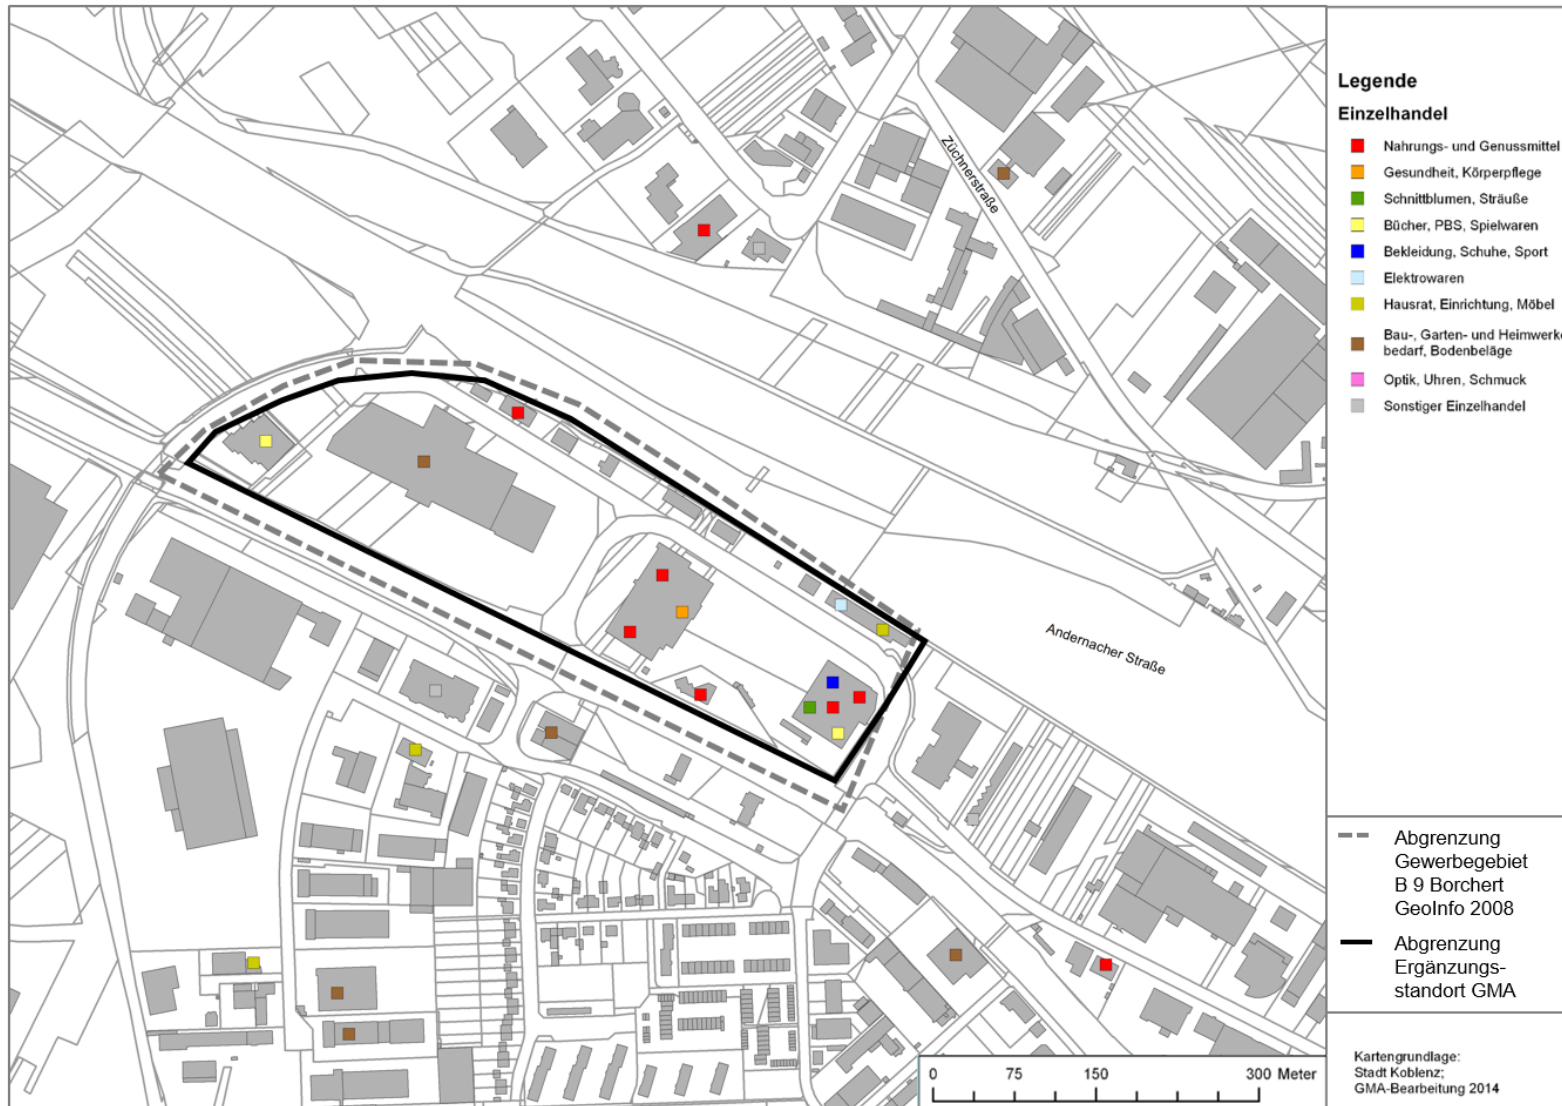 Züchnerstraße
Andernacher Straße
Legende
Einzelhandel
Nahrungs- und Genussmittel
Gesundheit, Körperpflege
Schnittblumen, Sträuße
Bücher, PBS, Spielwaren
Bekleidung, Schuhe, Sport
Elektrowaren
Hausrat, Einrichtung, Möbel
Bau-, Garten- und Heimwerke
bedarf, Bodenbeläge
Optik, Uhren, Schmuck
Sonstiger Einzelhandel
Abgrenzung
Gewerbegebiet
B 9 Borchert
GeoInfo 2008
Abgrenzung
Ergänzungs-
standort GMA
0 75 150 300 Meter
Kartengrundlage:
Stadt Koblenz;
GMA-Bearbeitung 2014